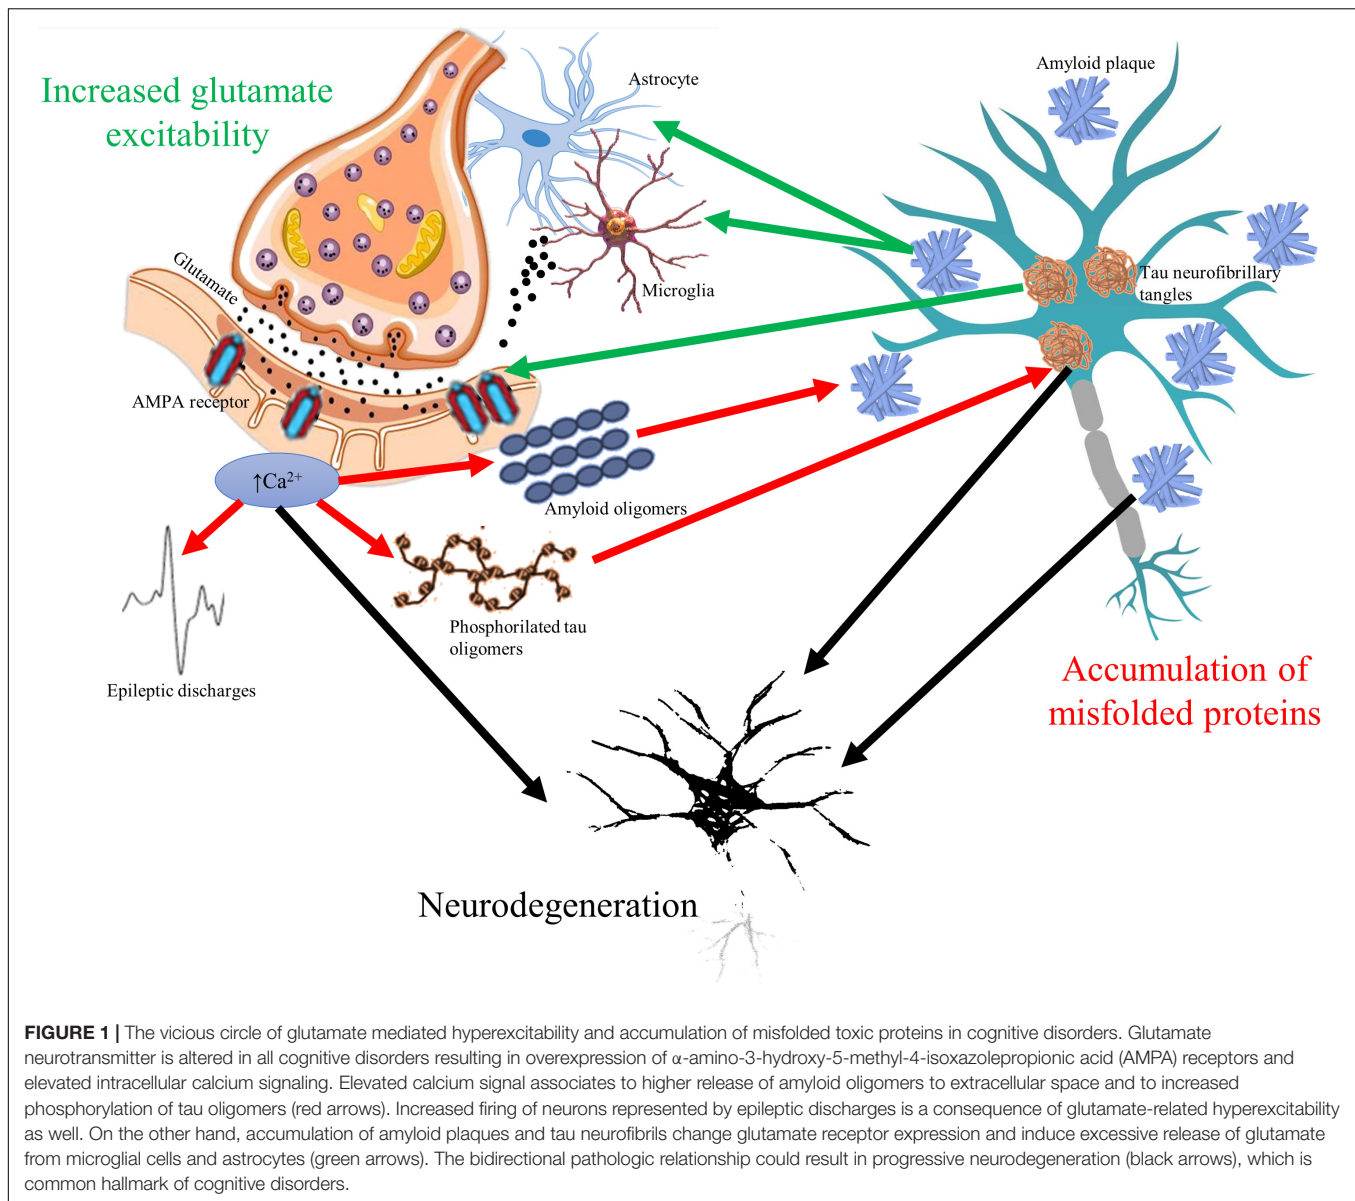 Increased glutamate
excitability
Astrocyte
Amyloid plaque
Glutamate
Microglia
Tau neurofibrillary
tangles
AMPA receptor
↑Ca²⁺
Amyloid oligomers
Phosphorilated tau
oligomers
Epileptic discharges
Accumulation of
misfolded proteins
Neurodegeneration
FIGURE 1 | The vicious circle of glutamate mediated hyperexcitability and accumulation of misfolded toxic proteins in cognitive disorders. Glutamate
neurotransmitter is altered in all cognitive disorders resulting in overexpression of α-amino-3-hydroxy-5-methyl-4-isoxazolepropionic acid (AMPA) receptors and
elevated intracellular calcium signaling. Elevated calcium signal associates to higher release of amyloid oligomers to extracellular space and to increased
phosphorylation of tau oligomers (red arrows). Increased firing of neurons represented by epileptic discharges is a consequence of glutamate-related hyperexcitability
as well. On the other hand, accumulation of amyloid plaques and tau neurofibrils change glutamate receptor expression and induce excessive release of glutamate
from microglial cells and astrocytes (green arrows). The bidirectional pathologic relationship could result in progressive neurodegeneration (black arrows), which is
common hallmark of cognitive disorders.